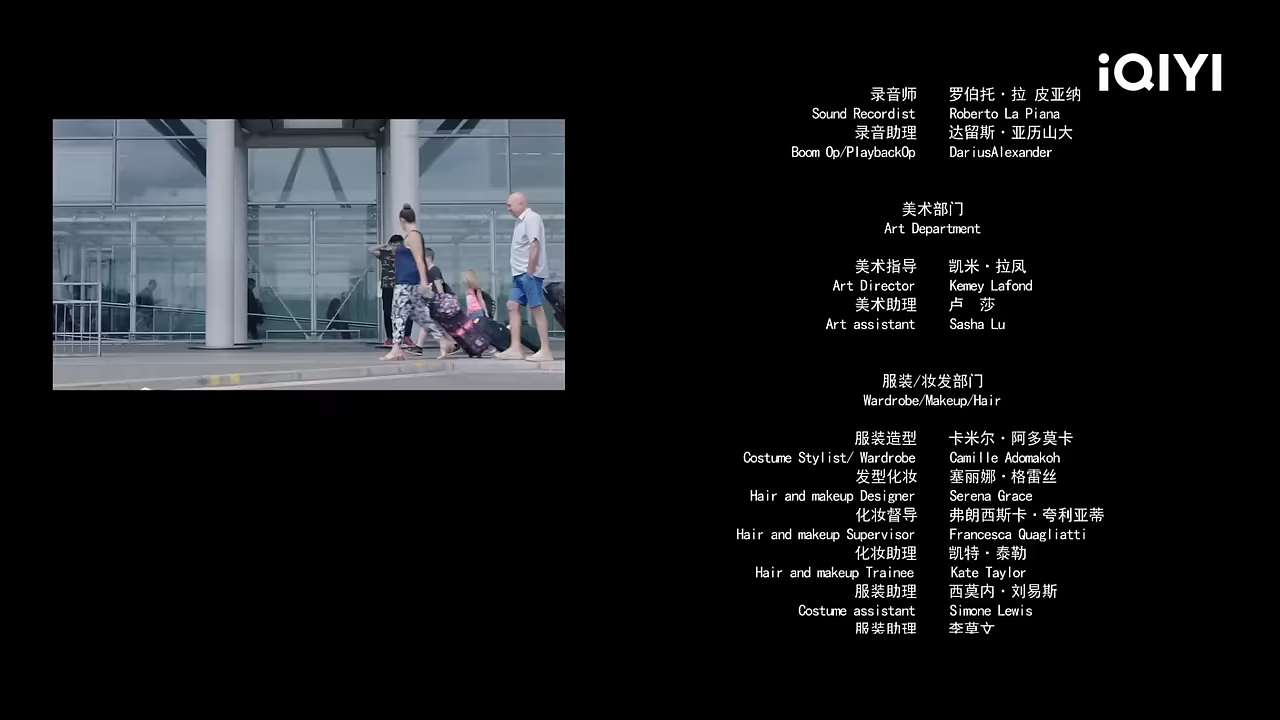 iQIYI
录音师 罗伯托·拉 皮亚纳
Sound Recordist Roberto La Piana
录音助理 达留斯·亚历山大
Boom Op/PlaybackOp DariusAlexander
美术部门
Art Department
美术指导 凯米·拉凤
Art Director Kemey Lafond
美术助理 卢 莎
Art assistant Sasha Lu
服装/妆发部门
Wardrobe/Makeup/Hair
服装造型 卡米尔·阿多莫卡
Costume Stylist/ Wardrobe Camille Adomakoh
发型化妆 塞丽娜·格雷丝
Hair and makeup Designer Serena Grace
化妆督导 弗朗西斯卡·夸利亚蒂
Hair and makeup Supervisor Francesca Quagliatti
化妆助理 凯特·泰勒
Hair and makeup Trainee Kate Taylor
服装助理 西莫内·刘易斯
Costume assistant Simone Lewis
服装助理